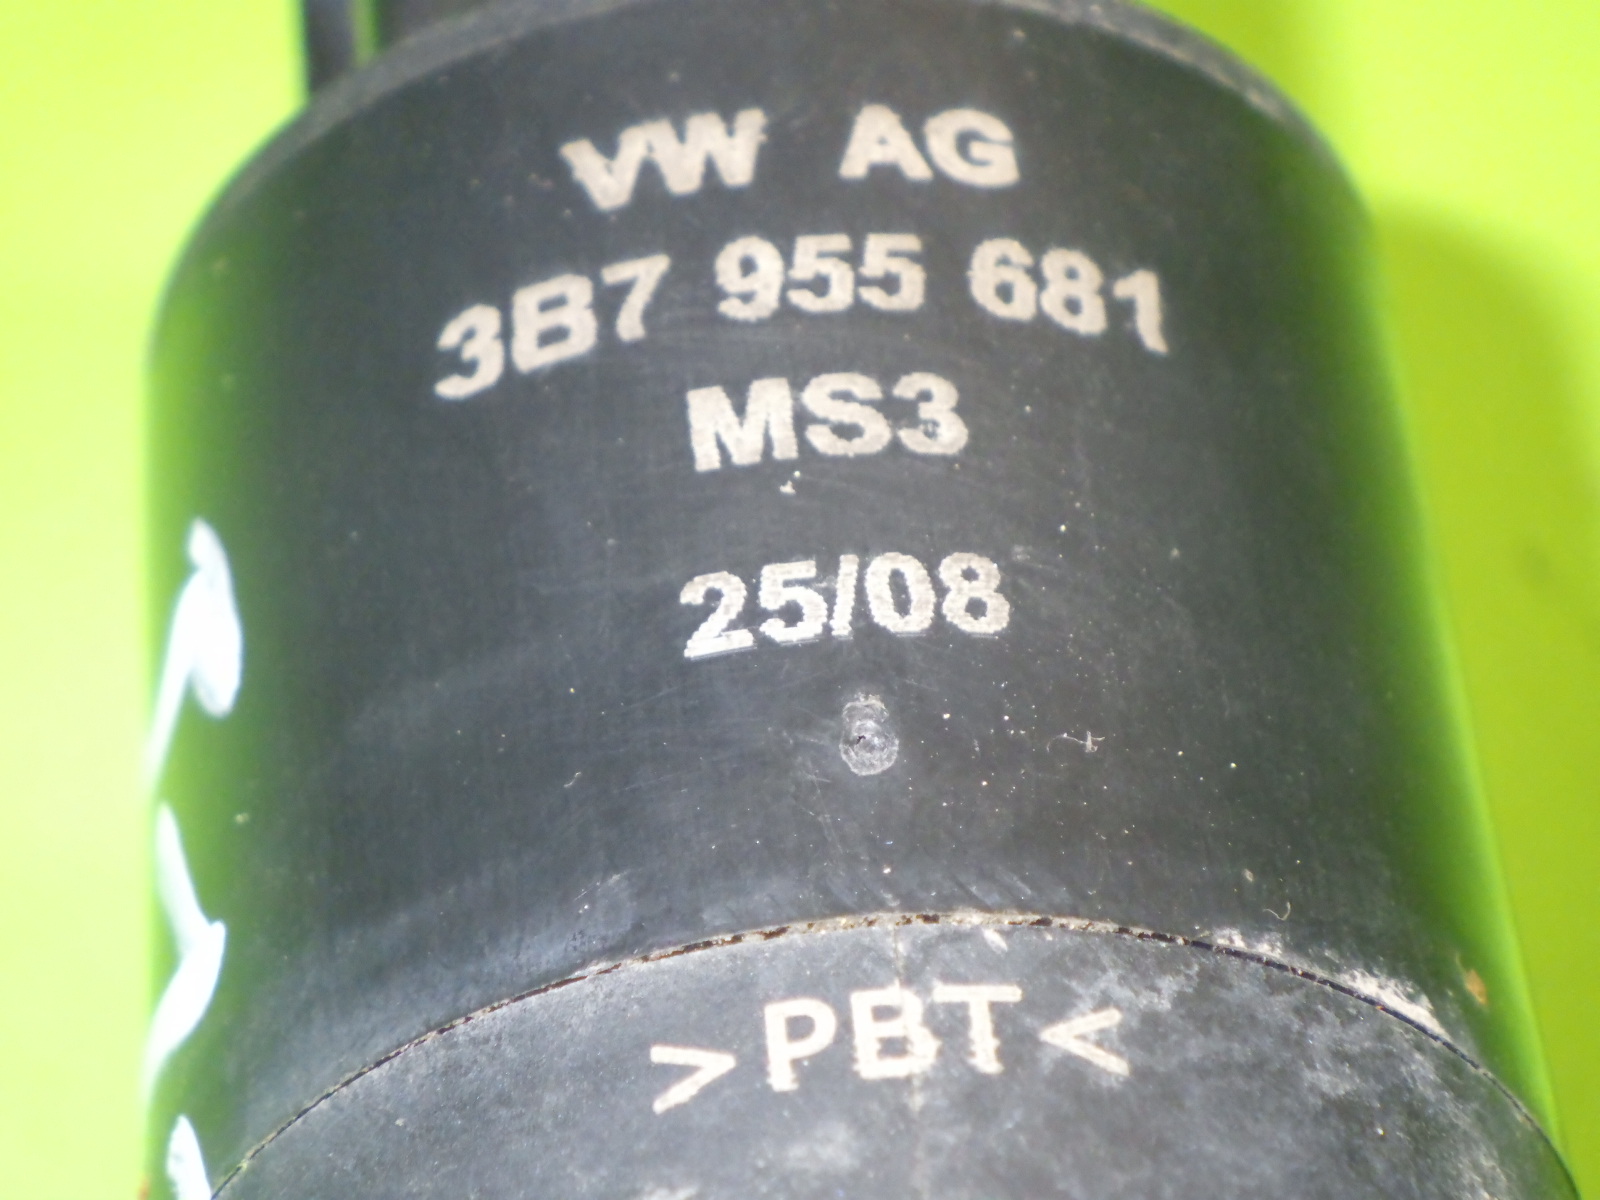 VW AG
3B7 955 681
MS3
25/08
>PBT<